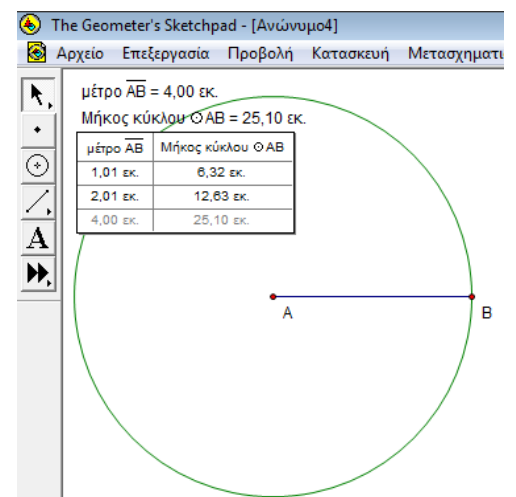 The Geometer's Sketchpad - [Ανώνυμο4]
Αρχείο Επεξεργασία Προβολή Κατασκευή Μετασχηματι
μέτρο AB = 4,00 εκ.
Μήκος κύκλου ⊙AB = 25,10 εκ.
μέτρο AB Μήκος κύκλου ⊙AB
1,01 εκ. 6,32 εκ.
2,01 εκ. 12,63 εκ.
4,00 εκ. 25,10 εκ.
A
A B